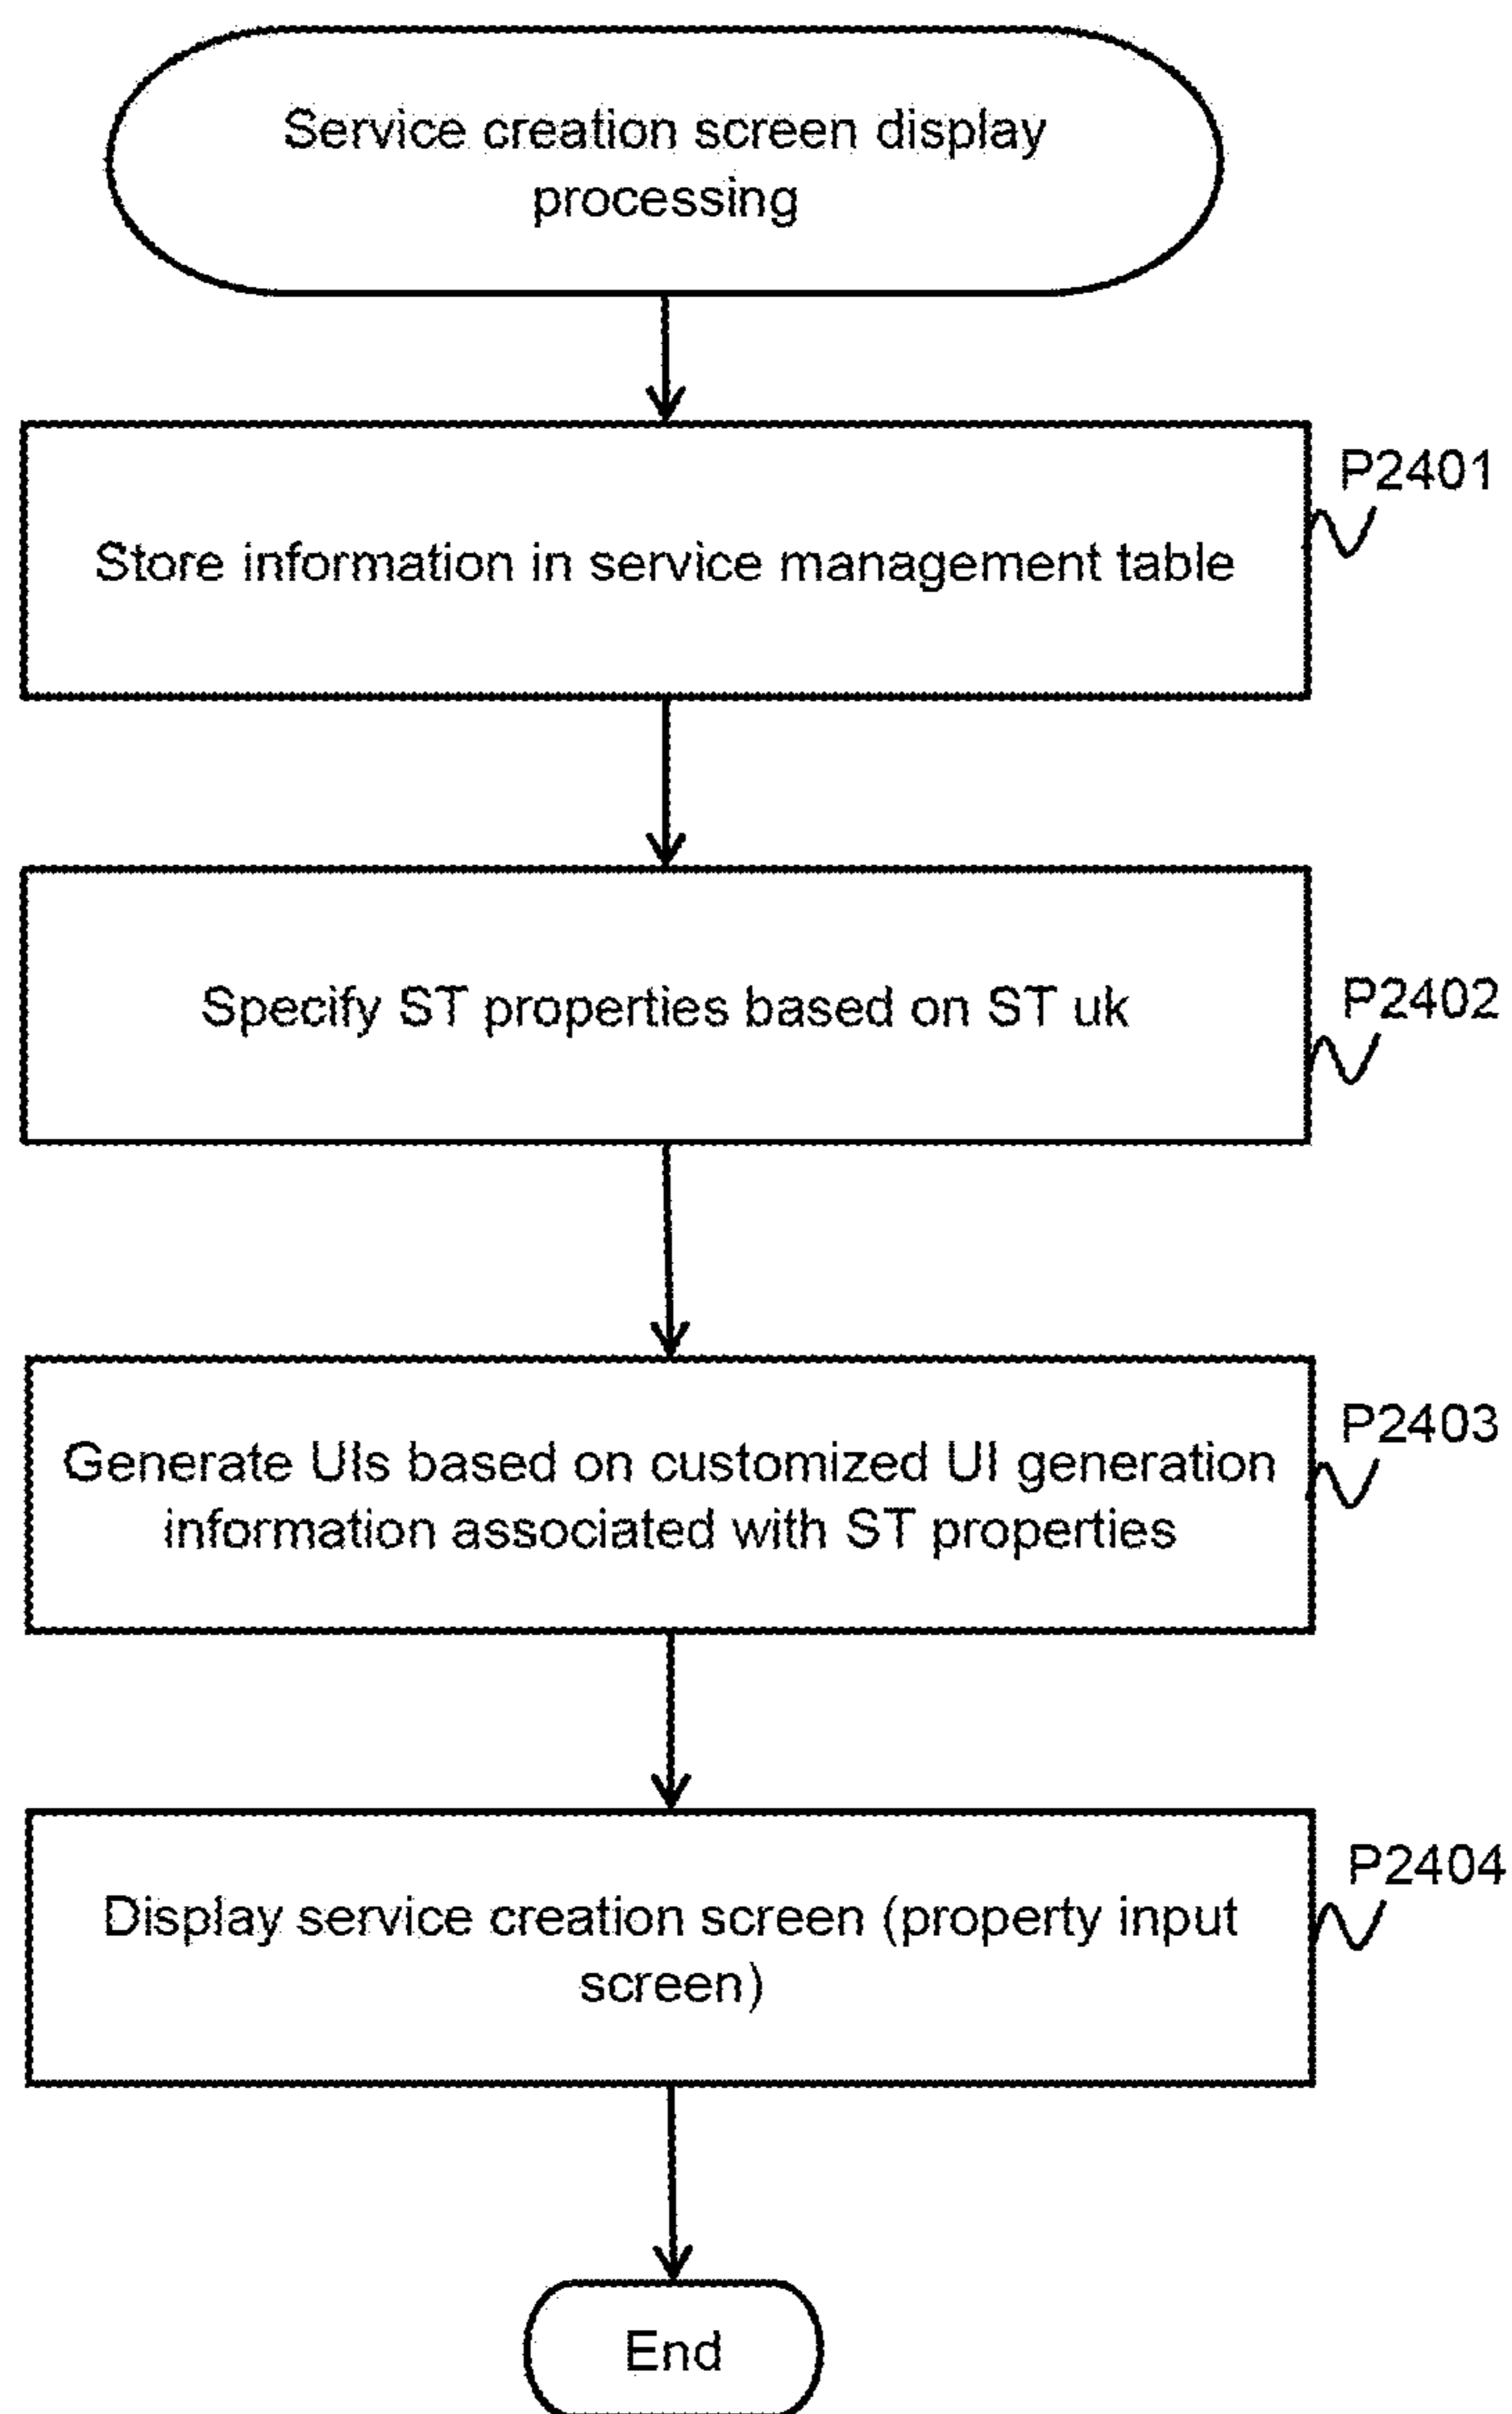 Service creation screen display
processing
P2401
Store information in service management table
P2402
Specify ST properties based on ST uk
P2403
Generate UIs based on customized UI generation
information associated with ST properties
P2404
Display service creation screen (property input
screen)
End